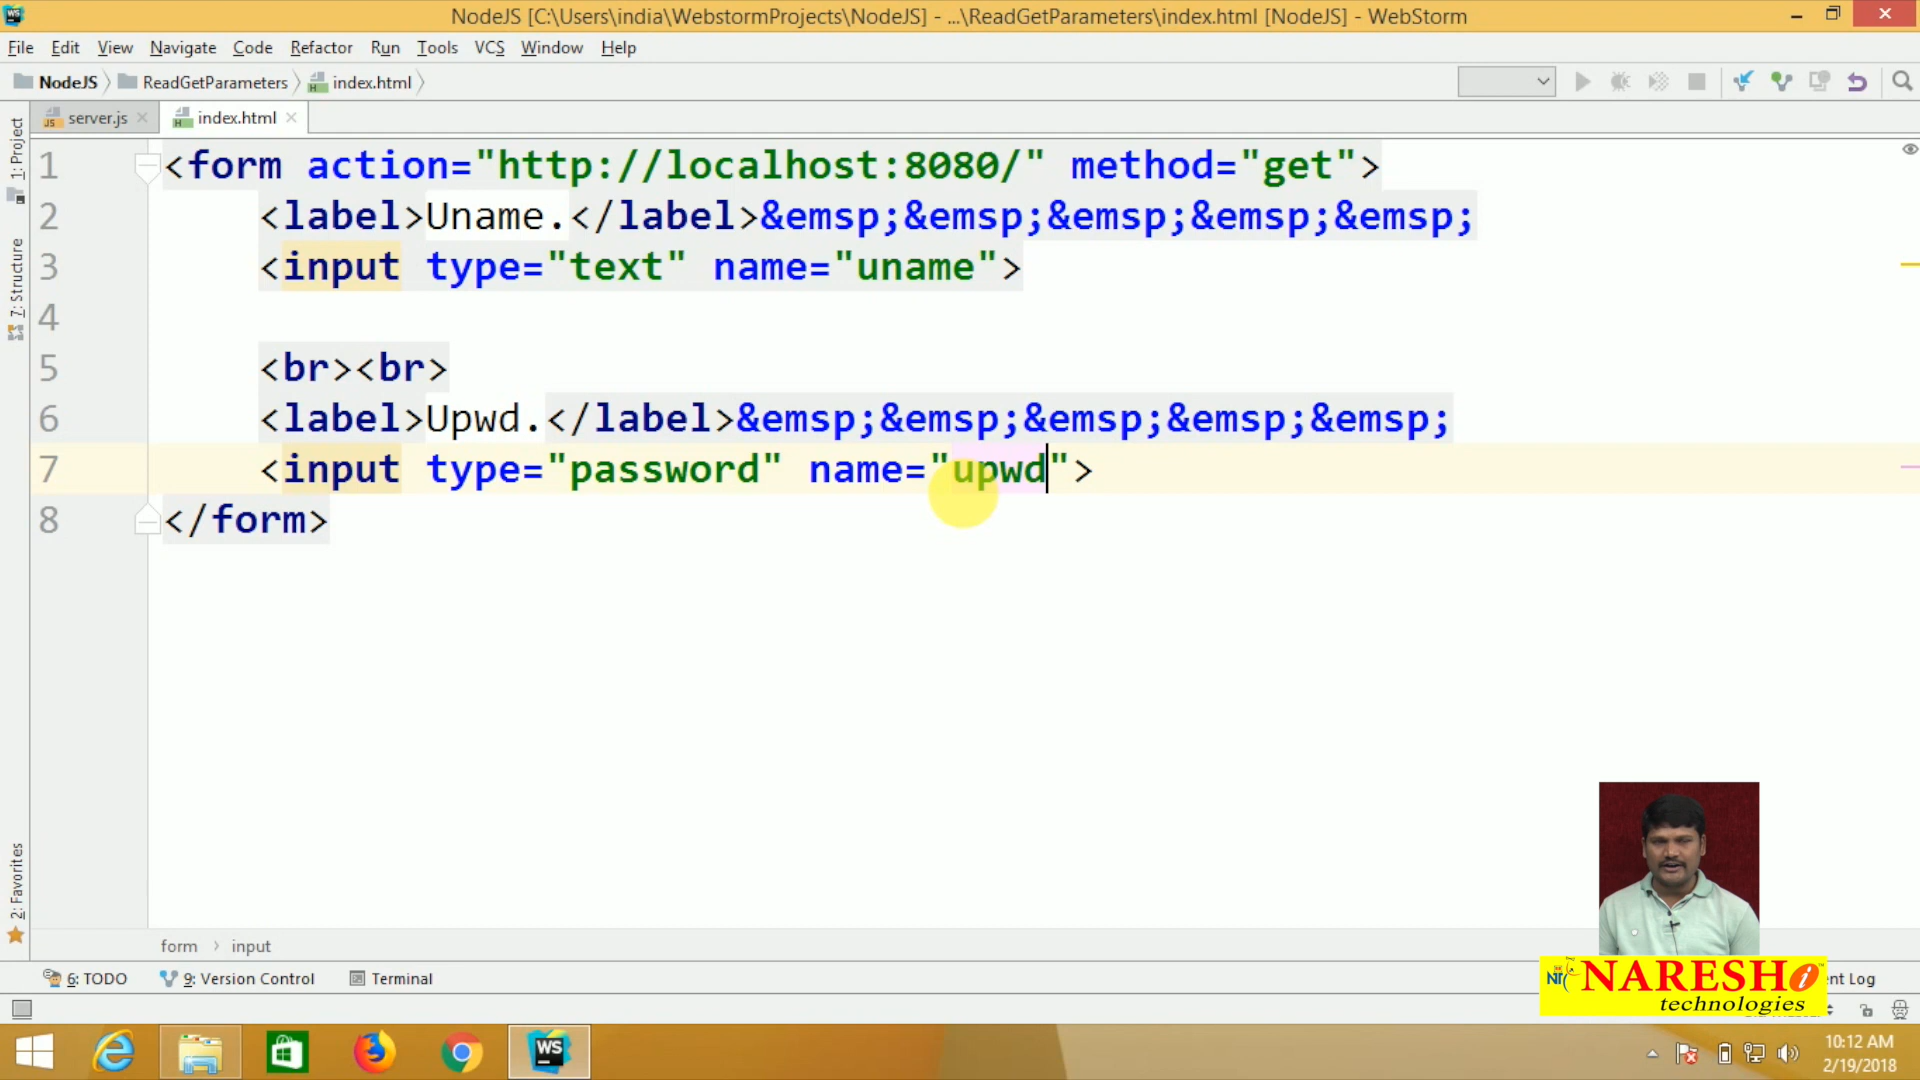 NodeJS [C:\Users\india\WebstormProjects\NodeJS] - ...\ReadGetParameters\index.html [NodeJS] - WebStorm
File Edit View Navigate Code Refactor Run Tools VCS Window Help
NodeJS ReadGetParameters index.html
server.js index.html
1: Project
7: Structure
2: Favorites
1 <form action="http://localhost:8080/" method="get">
2 <label>Uname.</label>&emsp;&emsp;&emsp;&emsp;&emsp;
3 <input type="text" name="uname">
4
5 <br><br>
6 <label>Upwd.</label>&emsp;&emsp;&emsp;&emsp;&emsp;
7 <input type="password" name="upwd">
8 </form>
form › input
6: TODO 9: Version Control Terminal
nt Log
NARESHi
technologies
WS
10:12 AM
2/19/2018